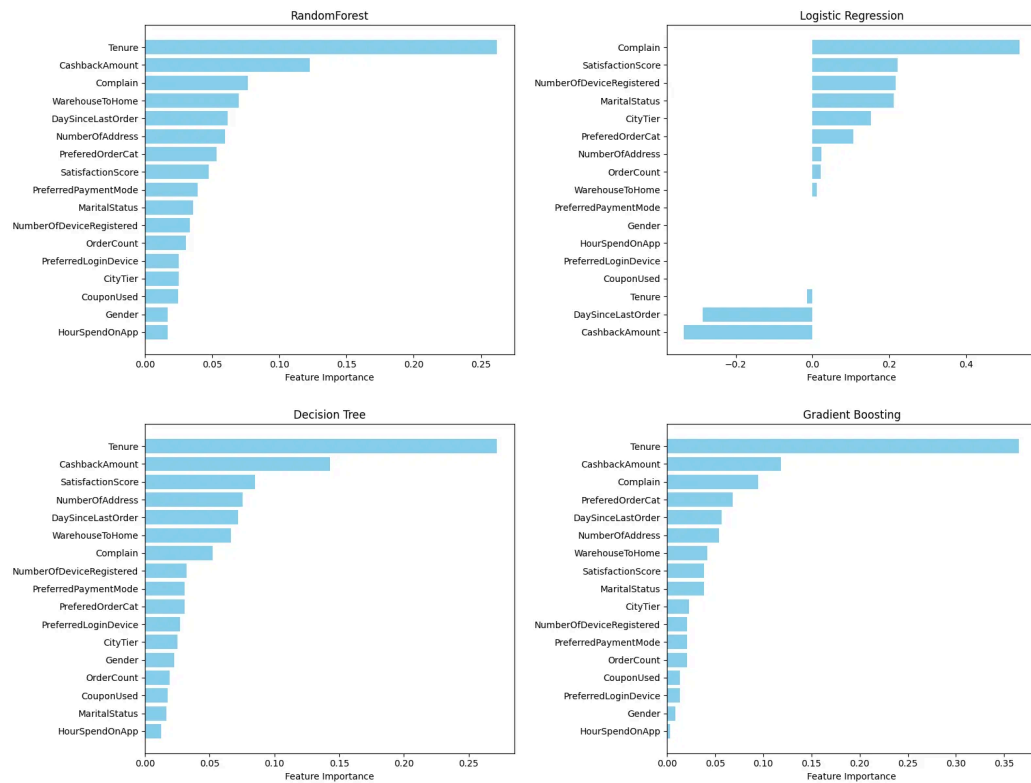 RandomForest
Tenure
CashbackAmount
Complain
WarehouseToHome
DaySinceLastOrder
NumberOfAddress
PreferedOrderCat
SatisfactionScore
PreferredPaymentMode
MaritalStatus
NumberOfDeviceRegistered
OrderCount
PreferredLoginDevice
CityTier
CouponUsed
Gender
HourSpendOnApp
0.00 0.05 0.10 0.15 0.20 0.25
Feature Importance
Logistic Regression
Complain
SatisfactionScore
NumberOfDeviceRegistered
MaritalStatus
CityTier
PreferedOrderCat
NumberOfAddress
OrderCount
WarehouseToHome
PreferredPaymentMode
Gender
HourSpendOnApp
PreferredLoginDevice
CouponUsed
Tenure
DaySinceLastOrder
CashbackAmount
−0.2 0.0 0.2 0.4
Feature Importance
Decision Tree
Tenure
CashbackAmount
SatisfactionScore
NumberOfAddress
DaySinceLastOrder
WarehouseToHome
Complain
NumberOfDeviceRegistered
PreferredPaymentMode
PreferedOrderCat
PreferredLoginDevice
CityTier
Gender
OrderCount
CouponUsed
MaritalStatus
HourSpendOnApp
0.00 0.05 0.10 0.15 0.20 0.25
Feature Importance
Gradient Boosting
Tenure
CashbackAmount
Complain
PreferedOrderCat
DaySinceLastOrder
NumberOfAddress
WarehouseToHome
SatisfactionScore
MaritalStatus
CityTier
NumberOfDeviceRegistered
PreferredPaymentMode
OrderCount
CouponUsed
PreferredLoginDevice
Gender
HourSpendOnApp
0.00 0.05 0.10 0.15 0.20 0.25 0.30 0.35
Feature Importance